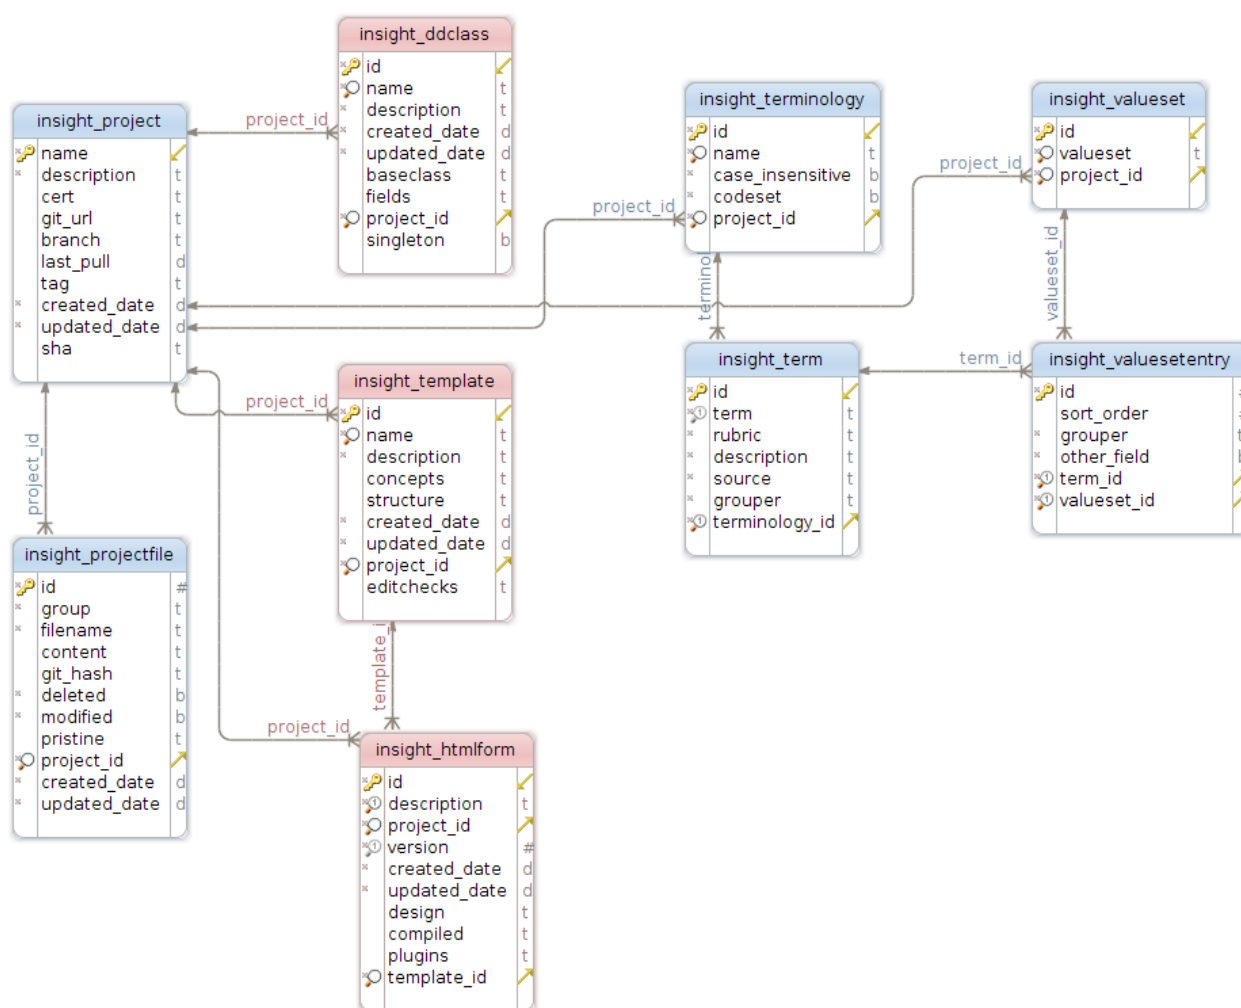 insight_ddclass
id
name t
description t
created_date d
updated_date d
baseclass t
fields t
project_id
singleton b
insight_project
name
description t
cert t
git_url t
branch t
last_pull d
tag t
created_date d
updated_date d
sha t
project_id
insight_terminology
id
name t
case_insensitive b
codeset b
project_id
project_id
insight_valueset
id
valueset t
project_id
project_id
terminol
valueset_id
insight_term
id
term t
rubric t
description t
source t
grouper t
terminology_id
term_id
insight_valuesetentry
id
sort_order
grouper
other_field
term_id
valueset_id
insight_template
id
name t
description t
concepts t
structure t
created_date d
updated_date d
project_id
editchecks t
project_id
project_id
insight_projectfile
id #
group t
filename t
content t
git_hash t
deleted b
modified b
pristine t
project_id
created_date d
updated_date d
template_i
project_id
insight_htmlform
id
description t
project_id
version #
created_date d
updated_date d
design t
compiled t
plugins t
template_id